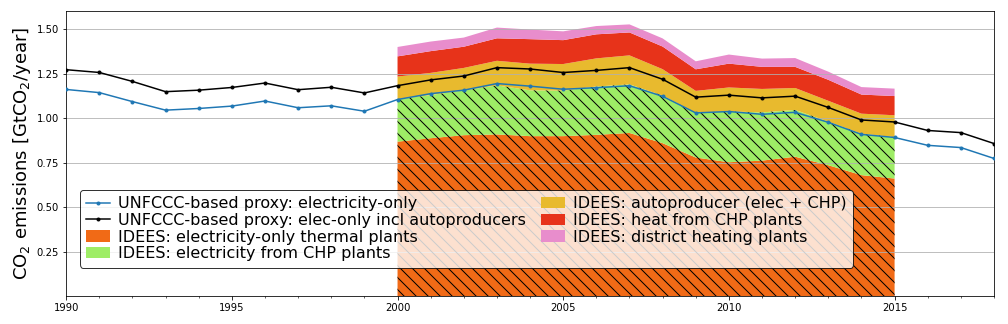 CO₂ emissions [GtCO₂/year]
1.50
1.25
1.00
0.75
0.50
0.25
UNFCCC-based proxy: electricity-only
UNFCCC-based proxy: elec-only incl autoproducers
IDEES: electricity-only thermal plants
IDEES: electricity from CHP plants
IDEES: autoproducer (elec + CHP)
IDEES: heat from CHP plants
IDEES: district heating plants
1990 1995 2000 2005 2010 2015